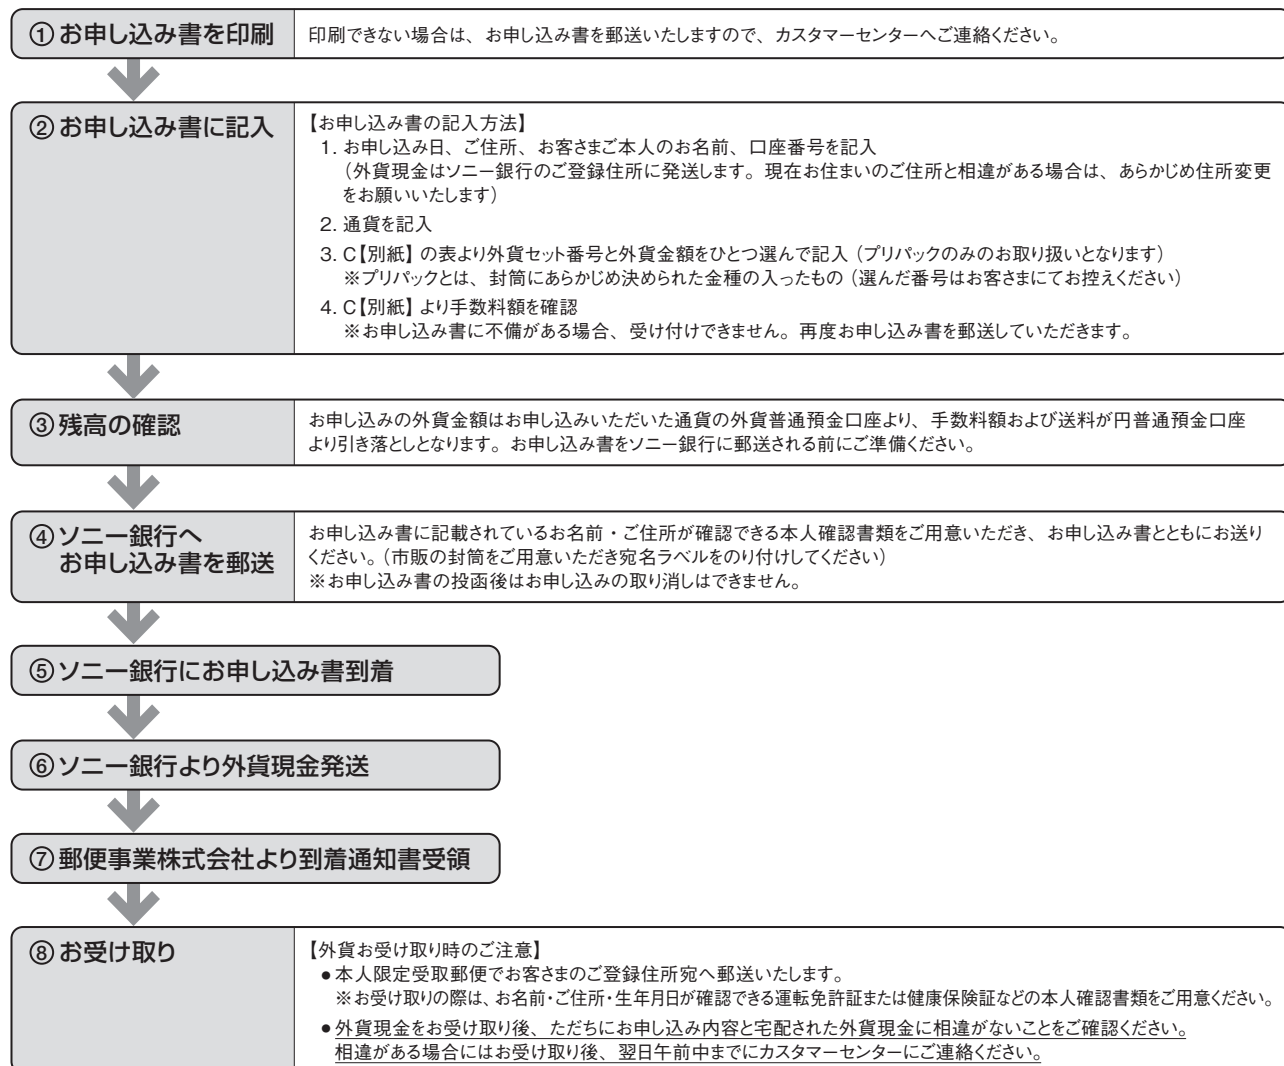 ①お申し込み書を印刷
印刷できない場合は、お申し込み書を郵送いたしますので、カスタマーセンターへご連絡ください。
②お申し込み書に記入
【お申し込み書の記入方法】
1. お申し込み日、ご住所、お客さまご本人のお名前、口座番号を記入
（外貨現金はソニー銀行のご登録住所に発送します。現在お住まいのご住所と相違がある場合は、あらかじめ住所変更
をお願いいたします）
2. 通貨を記入
3. C【別紙】の表より外貨セット番号と外貨金額をひとつ選んで記入（プリパックのみのお取り扱いとなります）
※プリパックとは、封筒にあらかじめ決められた金種の入ったもの（選んだ番号はお客さまにてお控えください）
4. C【別紙】より手数料額を確認
※お申し込み書に不備がある場合、受け付けできません。再度お申し込み書を郵送していただきます。
③残高の確認
お申し込みの外貨金額はお申し込みいただいた通貨の外貨普通預金口座より、手数料額および送料が円普通預金口座
より引き落としとなります。お申し込み書をソニー銀行に郵送される前にご準備ください。
④ソニー銀行へ
お申し込み書を郵送
お申し込み書に記載されているお名前・ご住所が確認できる本人確認書類をご用意いただき、お申し込み書とともにお送り
ください。（市販の封筒をご用意いただき宛名ラベルをのり付けしてください）
※お申し込み書の投函後はお申し込みの取り消しはできません。
⑤ソニー銀行にお申し込み書到着
⑥ソニー銀行より外貨現金発送
⑦郵便事業株式会社より到着通知書受領
⑧お受け取り
【外貨お受け取り時のご注意】
●本人限定受取郵便でお客さまのご登録住所宛へ郵送いたします。
※お受け取りの際は、お名前・ご住所・生年月日が確認できる運転免許証または健康保険証などの本人確認書類をご用意ください。
●外貨現金をお受け取り後、ただちにお申し込み内容と宅配された外貨現金に相違がないことをご確認ください。
相違がある場合にはお受け取り後、翌日午前中までにカスタマーセンターにご連絡ください。